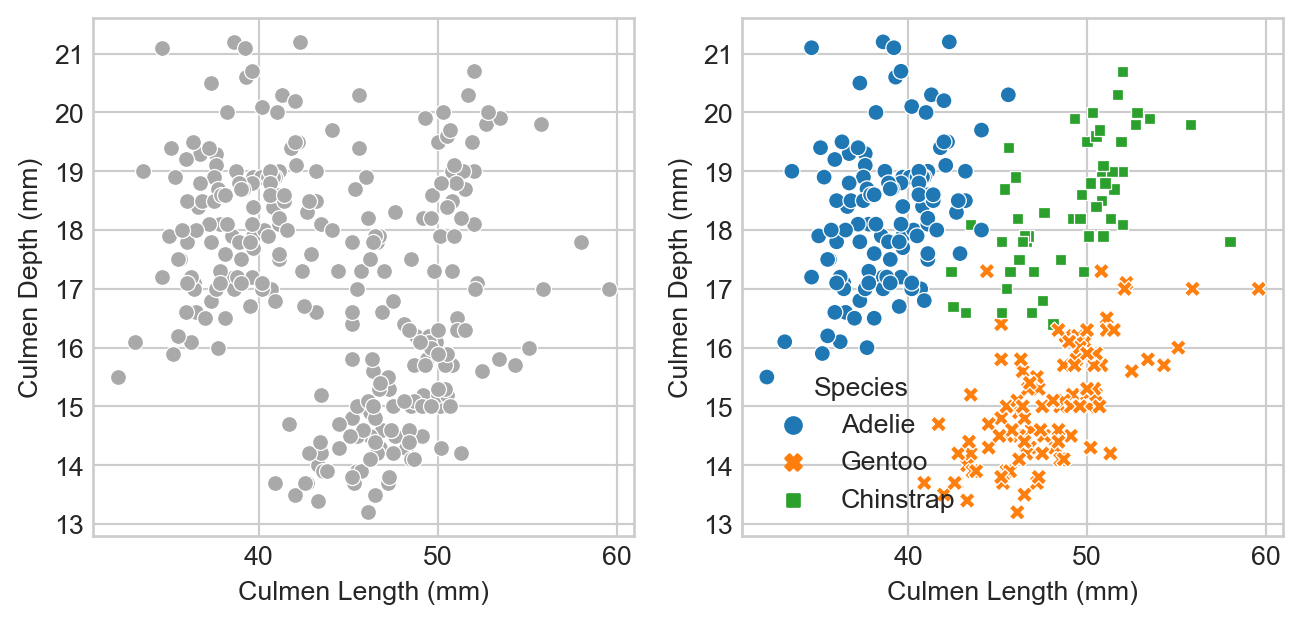 21
20
19
18
17
16
15
14
13
Culmen Depth (mm)
40 50 60
Culmen Length (mm)
21
20
19
18
17
16
15
14
13
Culmen Depth (mm)
Species
Adelie
Gentoo
Chinstrap
40 50 60
Culmen Length (mm)